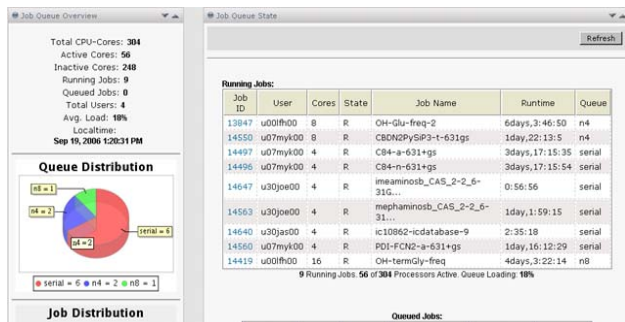 Job Queue Overview
Total CPU-Cores: 304
Active Cores: 56
Inactive Cores: 248
Running Jobs: 9
Queued Jobs: 0
Total Users: 4
Avg. Load: 18%
Localtime:
Sep 19, 2006 1:20:31 PM
Queue Distribution
n8 = 1
n4 = 2
serial = 6
n4 = 2
serial = 6 n4 = 2 n8 = 1
Job Distribution
Job Queue State
Refresh
Running Jobs:
Job ID User Cores State Job Name Runtime Queue
13847 u00lfh00 8 R OH-Glu-freq-2 6days,3:46:50 n4
14550 u07myk00 8 R CBDN2PySiP3-t-631gs 1day,22:13:5 n4
14497 u07myk00 4 R C84-a-631+gs 3days,17:15:35 serial
14496 u07myk00 4 R C84-n-631+gs 3days,17:15:54 serial
14647 u30joe00 4 R imeaminosb_CAS_2-2_6-31G... 0:56:56 serial
14563 u30joe00 4 R mephaminosb_CAS_2-2_6-31... 1day,1:59:15 serial
14640 u30jas00 4 R ic10862-icdatabase-9 2:35:18 serial
14560 u07myk00 4 R PDI-FCN2-a-631+gs 1day,16:12:29 serial
14419 u00lfh00 16 R OH-termGly-freq 4days,3:22:14 n8
9 Running Jobs. 56 of 304 Processors Active. Queue Loading: 18%
Queued Jobs: